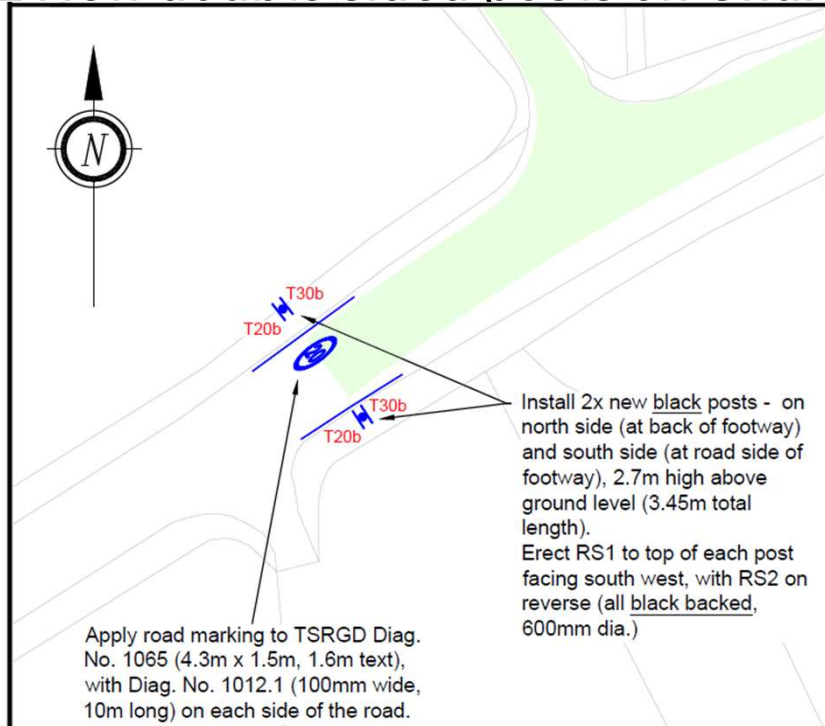 N
T30b
T20b
T30b
T20b
Install 2x new black posts - on
north side (at back of footway)
and south side (at road side of
footway), 2.7m high above
ground level (3.45m total
length).
Erect RS1 to top of each post
facing south west, with RS2 on
reverse (all black backed,
600mm dia.)
Apply road marking to TSRGD Diag.
No. 1065 (4.3m x 1.5m, 1.6m text),
with Diag. No. 1012.1 (100mm wide,
10m long) on each side of the road.